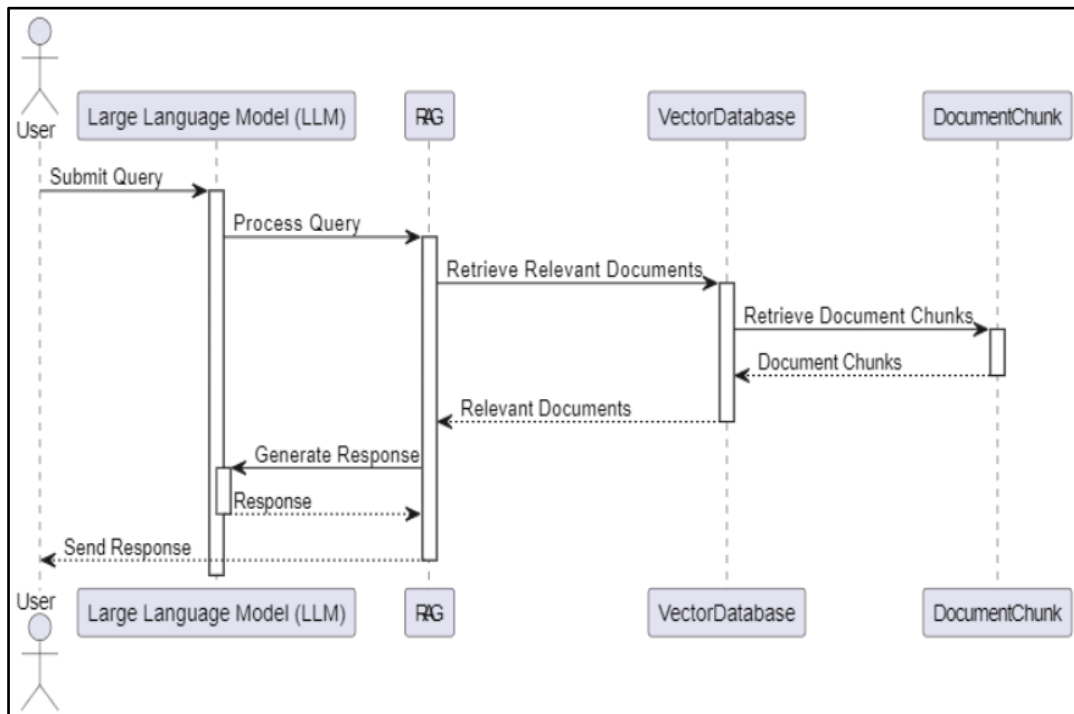 User
Large Language Model (LLM)
RAG
VectorDatabase
DocumentChunk
Submit Query
Process Query
Retrieve Relevant Documents
Retrieve Document Chunks
Document Chunks
Relevant Documents
Generate Response
Response
Send Response
User
Large Language Model (LLM)
RAG
VectorDatabase
DocumentChunk